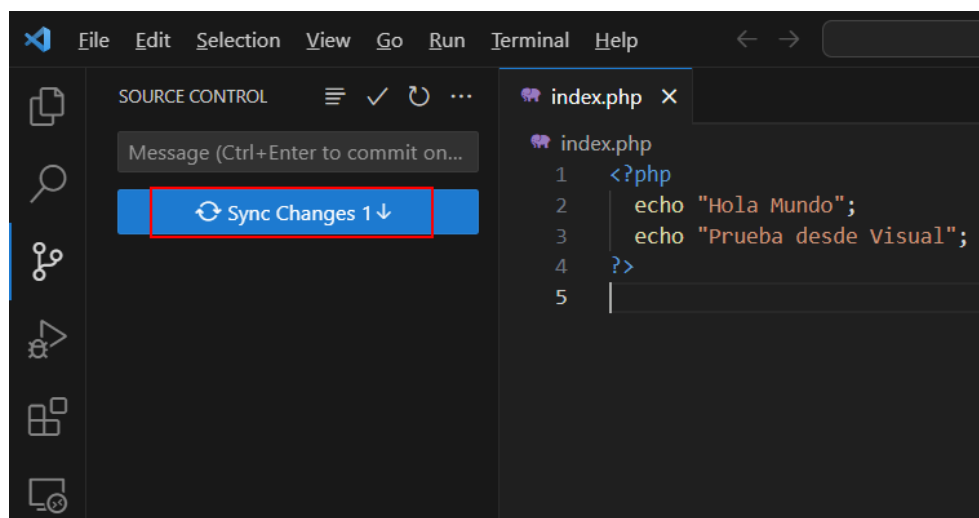 File Edit Selection View Go Run Terminal Help
SOURCE CONTROL
Message (Ctrl+Enter to commit on...
Sync Changes 1↓
index.php
index.php
1 <?php
2 echo "Hola Mundo";
3 echo "Prueba desde Visual";
4 ?>
5